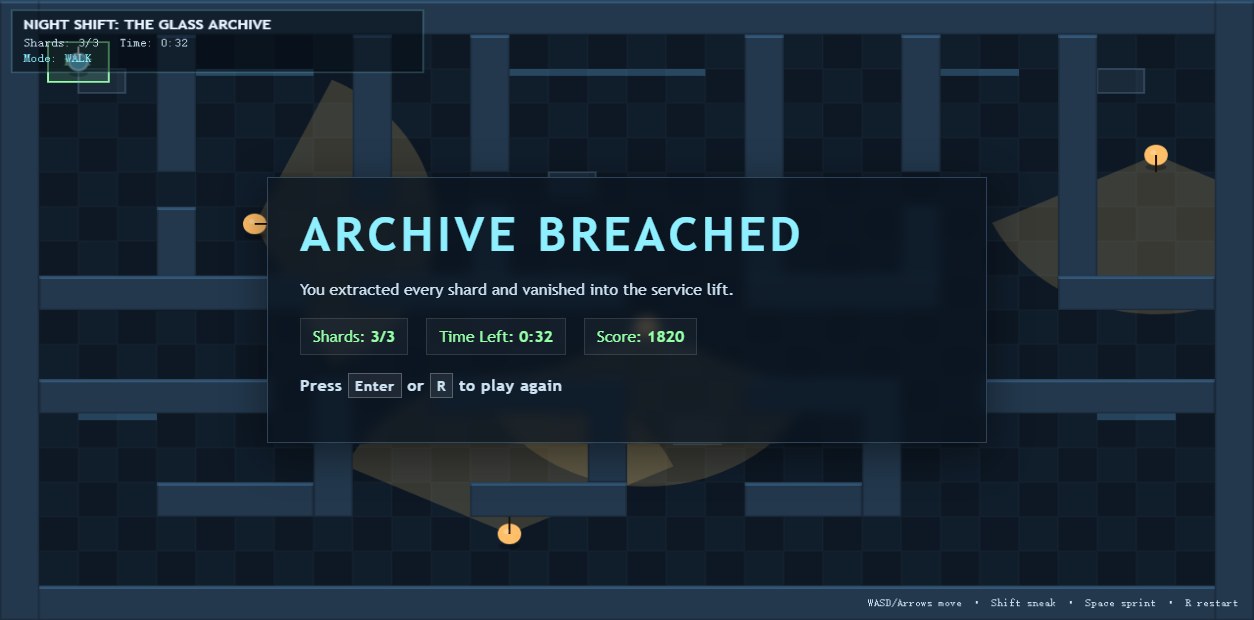 NIGHT SHIFT: THE GLASS ARCHIVE
Shards: 3/3 Time: 0:32
Mode: WALK
ARCHIVE BREACHED
You extracted every shard and vanished into the service lift.
Shards: 3/3 Time Left: 0:32 Score: 1820
Press Enter or R to play again
WASD/Arrows move • Shift sneak • Space sprint • R restart